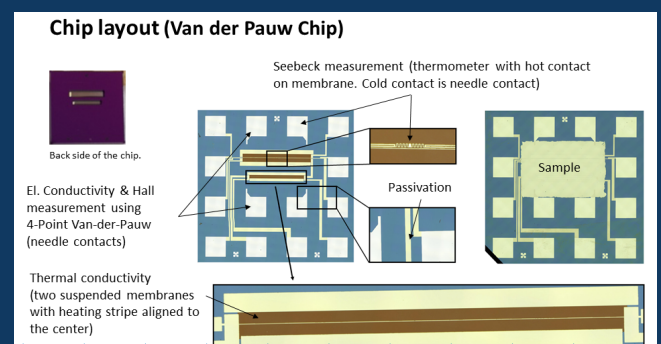 Chip layout (Van der Pauw Chip)
Seebeck measurement (thermometer with hot contact
on membrane. Cold contact is needle contact)
Back side of the chip.
Sample
Passivation
El. Conductivity & Hall
measurement using
4-Point Van-der-Pauw
(needle contacts)
Thermal conductivity
(two suspended membranes
with heating stripe aligned to
the center)